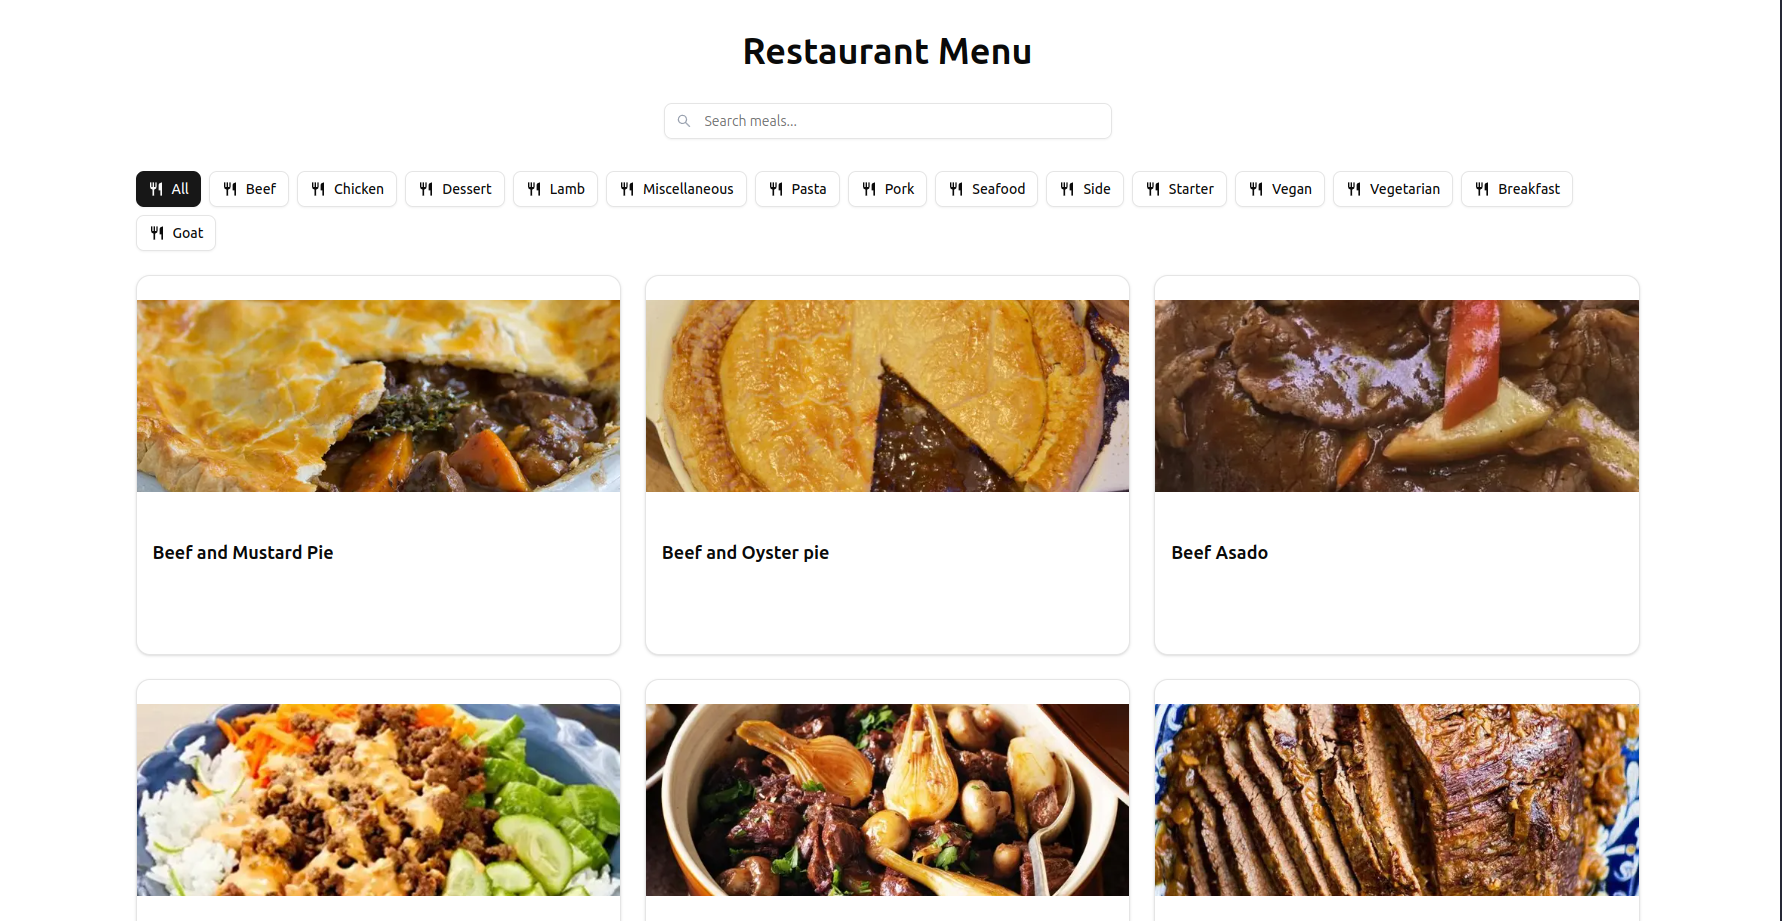 Restaurant Menu
Search meals...
All Beef Chicken Dessert Lamb Miscellaneous Pasta Pork Seafood Side Starter Vegan Vegetarian Breakfast
Goat
Beef and Mustard Pie
Beef and Oyster pie
Beef Asado